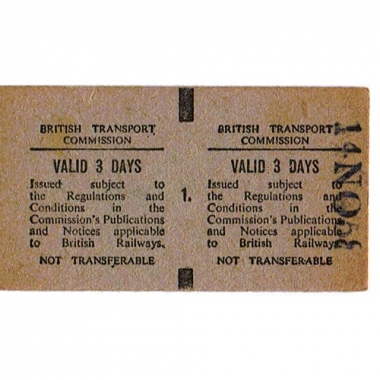 BRITISH TRANSPORT
COMMISSION
VALID 3 DAYS
Issued subject to
the Regulations and
Conditions in the
Commission's Publications
and Notices applicable
to British Railways.
NOT TRANSFERABLE
1.
BRITISH TRANSPORT
COMMISSION
VALID 3 DAYS
Issued subject to
the Regulations and
Conditions in the
Commission's Publications
and Notices applicable
to British Railways.
NOT TRANSFERABLE